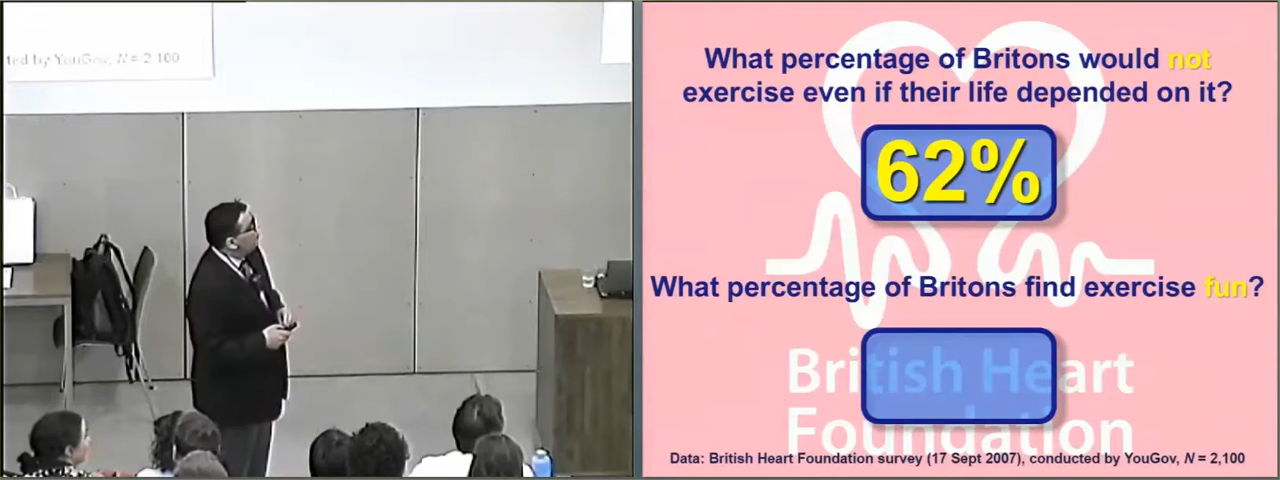 ted by YouGov, N = 2,100
What percentage of Britons would not
exercise even if their life depended on it?
62%
What percentage of Britons find exercise fun?
British Heart
Foundation
Data: British Heart Foundation survey (17 Sept 2007), conducted by YouGov, N = 2,100